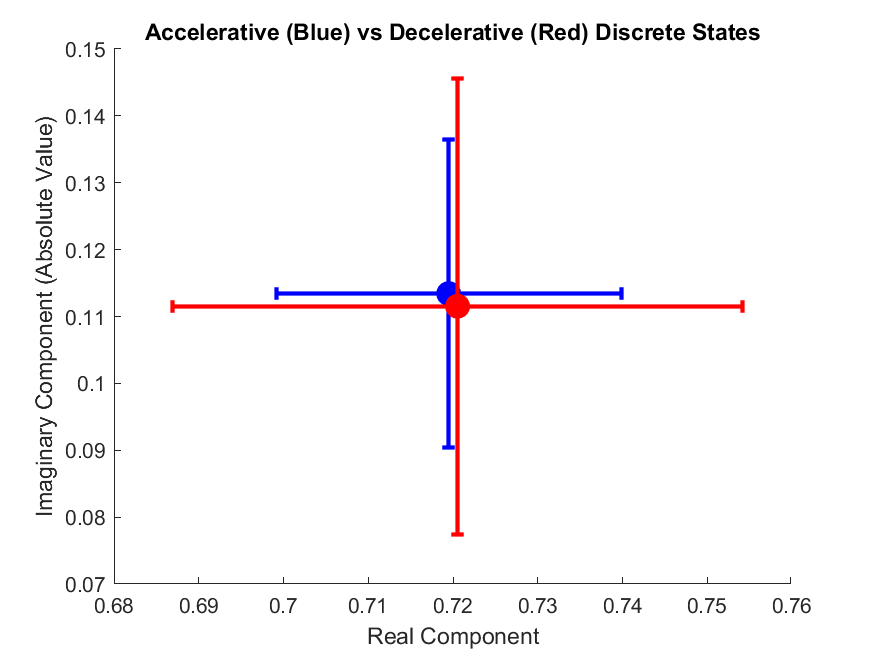 Accelerative (Blue) vs Decelerative (Red) Discrete States
0.15
0.14
0.13
0.12
0.11
0.1
0.09
0.08
0.07
Imaginary Component (Absolute Value)
0.68 0.69 0.7 0.71 0.72 0.73 0.74 0.75 0.76
Real Component